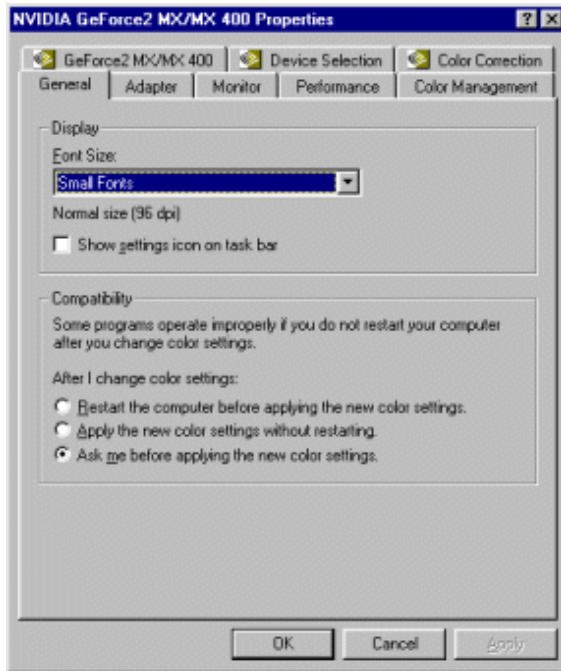 NVIDIA GeForce2 MX/MX 400 Properties
GeForce2 MX/MX 400 Device Selection Color Correction
General Adapter Monitor Performance Color Management
Display
Font Size:
Small Fonts
Normal size (96 dpi)
Show settings icon on task bar
Compatibility
Some programs operate improperly if you do not restart your computer
after you change color settings.
After I change color settings:
Restart the computer before applying the new color settings.
Apply the new color settings without restarting.
Ask me before applying the new color settings.
OK Cancel Apply